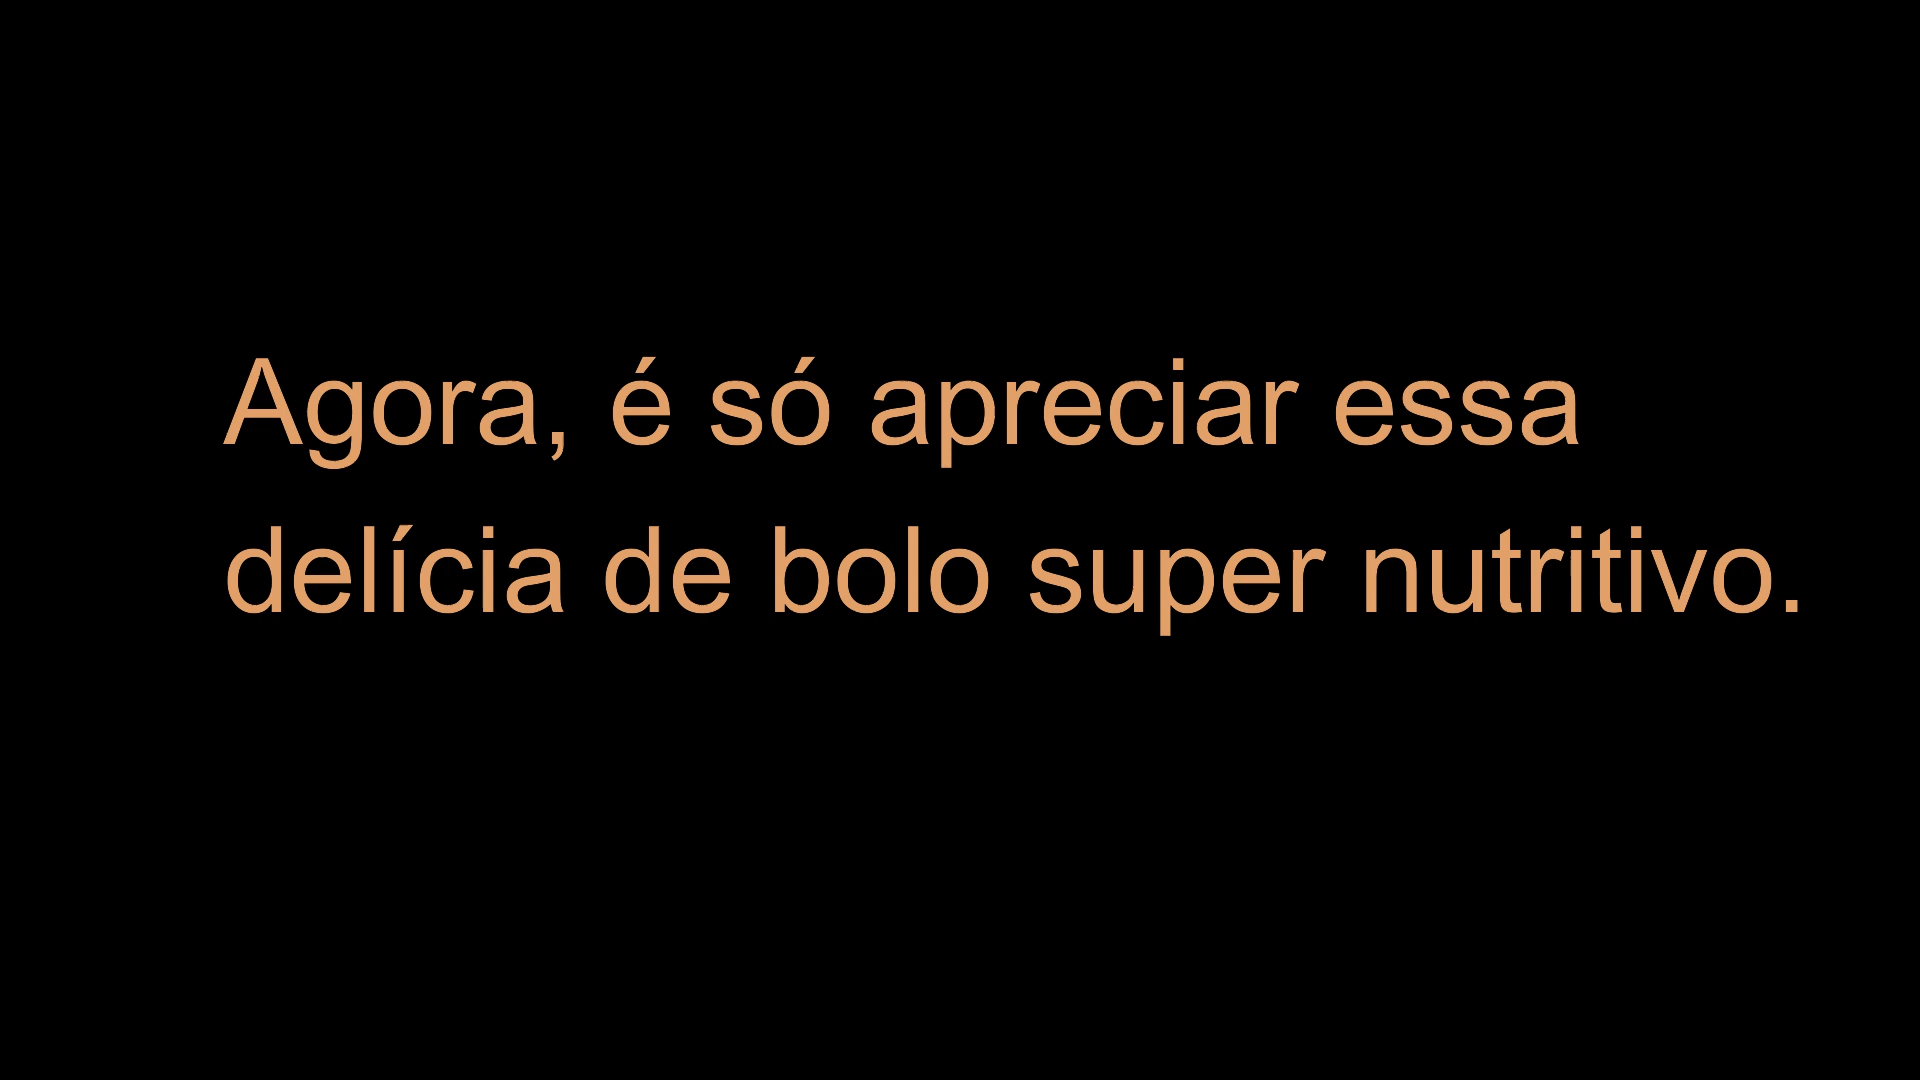 Agora, é só apreciar essa
delícia de bolo super nutritivo.